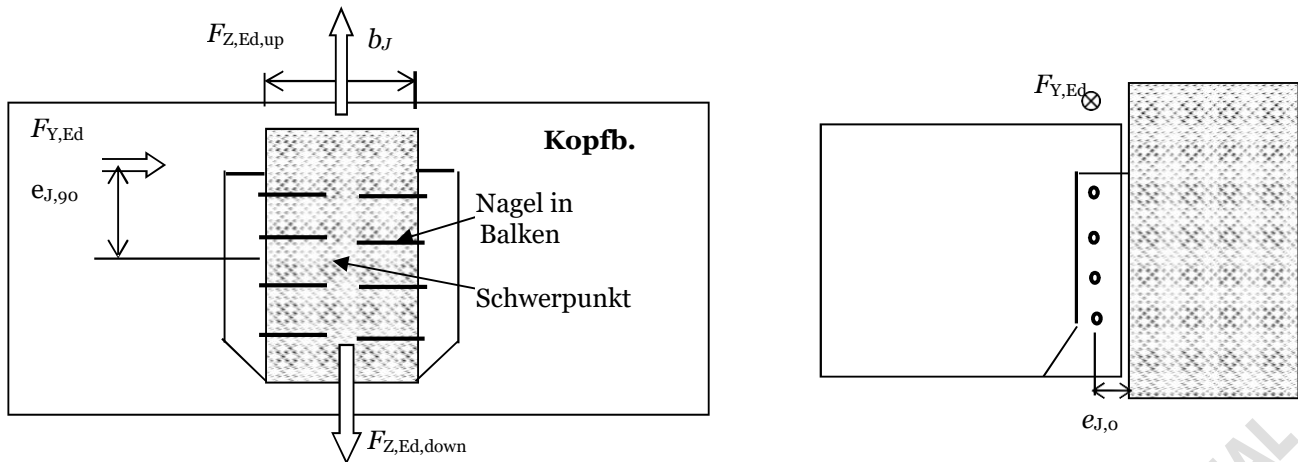 F_Z,Ed,up
b_J
F_Y,Ed
e_J,90
Kopfb.
Nagel in
Balken
Schwerpunkt
F_Z,Ed,down
F_Y,Ed
e_J,0